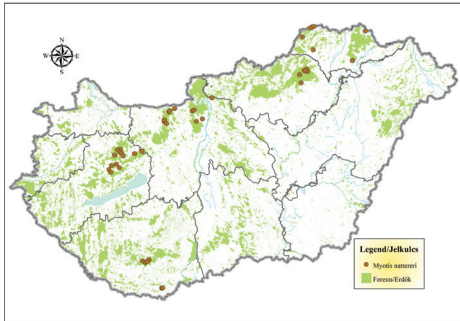 N
W E
S
Legend/Jelkulcs
Myotis nattereri
Forests/Erdők